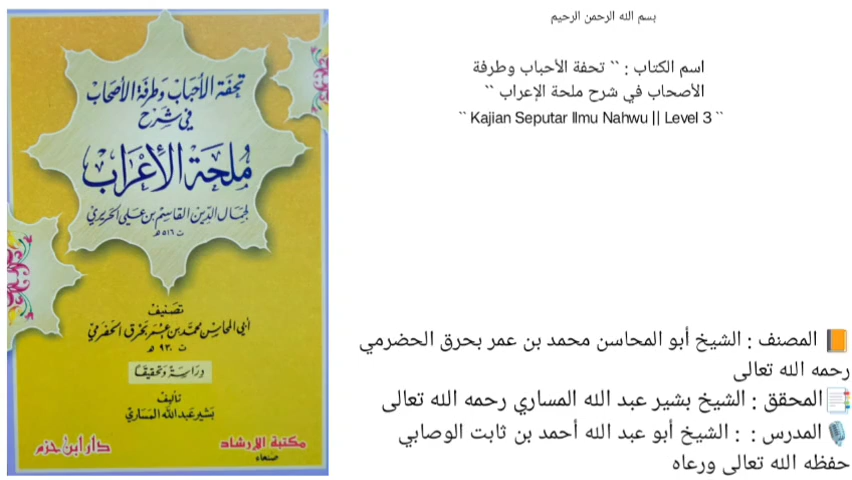 تحفة الأحباب وطرفة الأصحاب
في شرح
ملحة الإعراب
لجمال الدين القاسم بن علي الحريري
ت ٥١٦ هـ
تصنيف
أبي المحاسن محمد بن عمر بحرق الحضرمي
ت ٩٣٠ هـ
دراسة وتحقيقا
تأليف
بشير عبد الله المساري
مكتبة الإرشاد
صنعاء
دار ابن حزم
بسم الله الرحمن الرحيم
اسم الكتاب : `` تحفة الأحباب وطرفة
الأصحاب في شرح ملحة الإعراب ``
`` Kajian Seputar Ilmu Nahwu || Level 3 ``
📙 المصنف : الشيخ أبو المحاسن محمد بن عمر بحرق الحضرمي
رحمه الله تعالى
📑المحقق : الشيخ بشير عبد الله المساري رحمه الله تعالى
🎙️المدرس : : الشيخ أبو عبد الله أحمد بن ثابت الوصابي
حفظه الله تعالى ورعاه